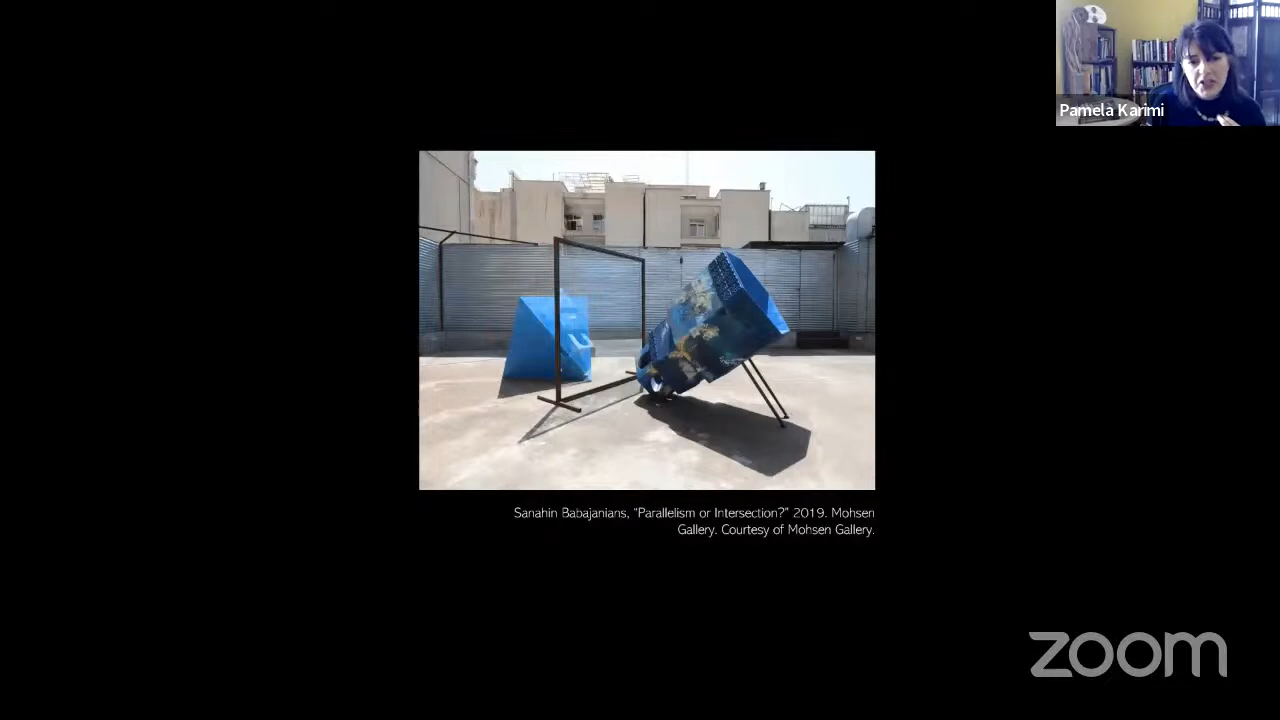 Pamela Karimi
Sanahin Babajanians, "Parallelism or Intersection?" 2019. Mohsen
Gallery. Courtesy of Mohsen Gallery.
zoom